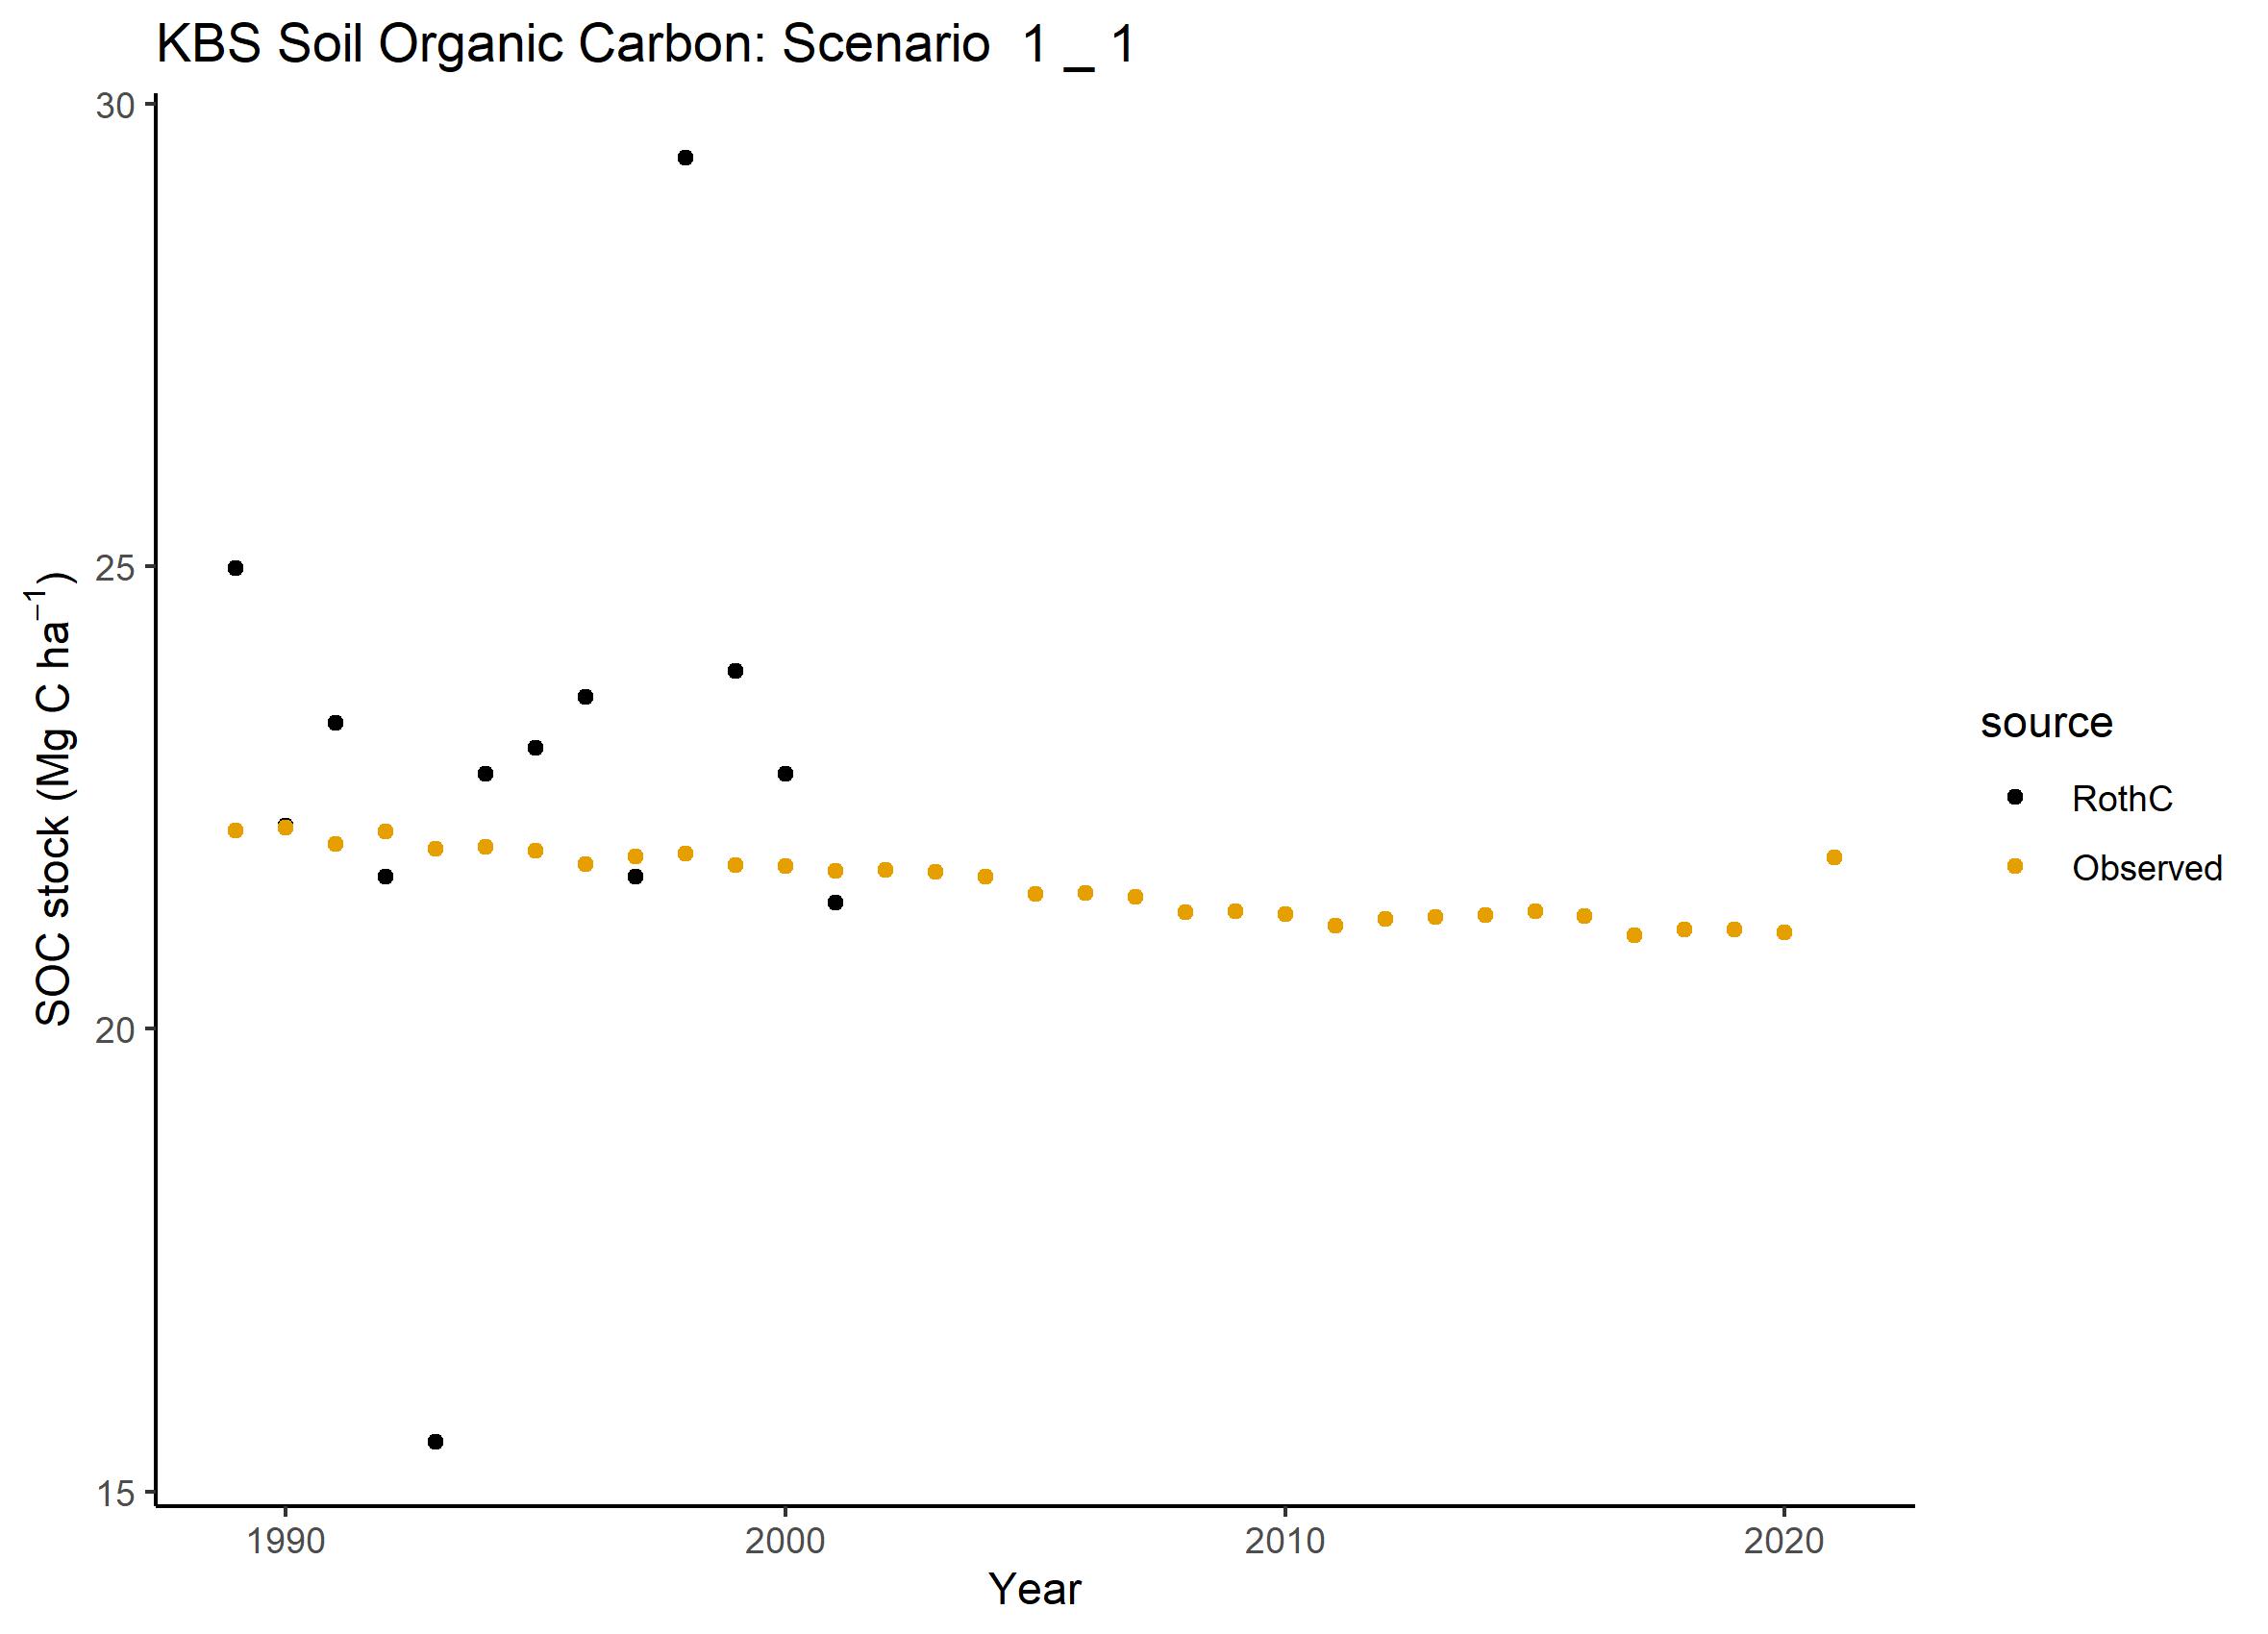 KBS Soil Organic Carbon: Scenario  1 _ 1
30
25
20
15
SOC stock (Mg C ha⁻¹)
1990 2000 2010 2020
Year
source
RothC
Observed